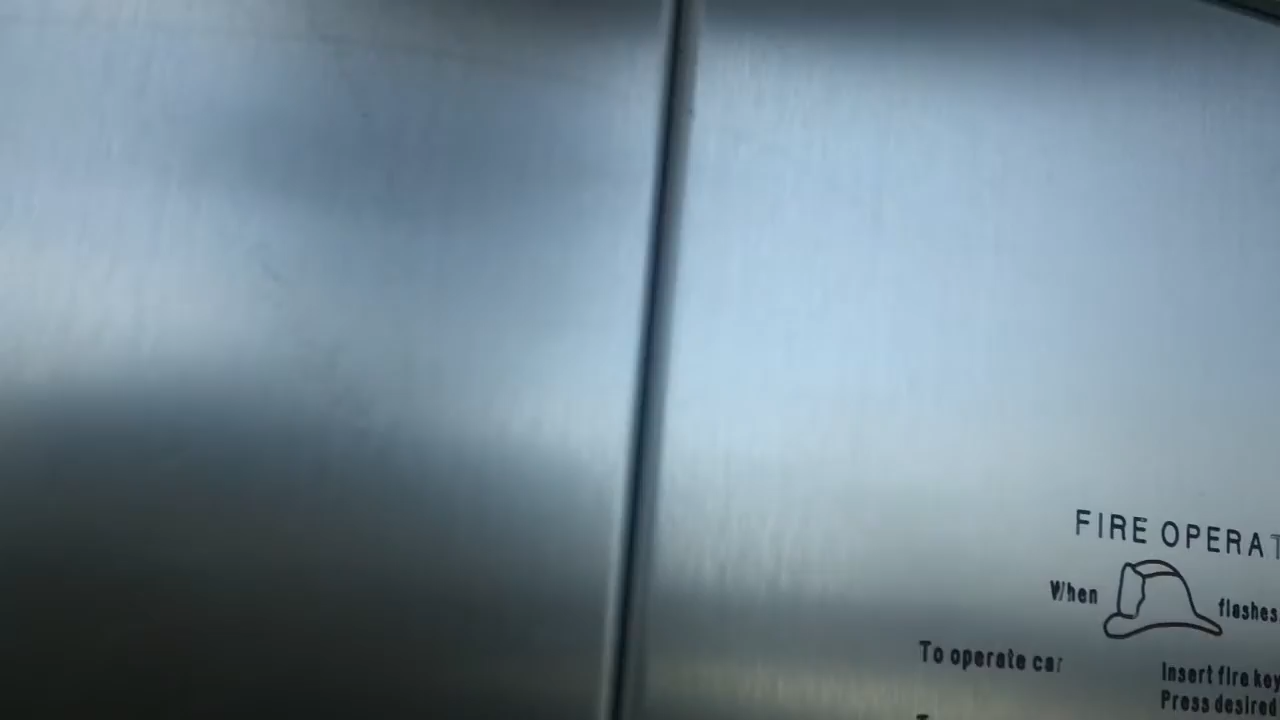 FIRE OPERAT
When flashes
To operate car
Insert fire key
Press desired